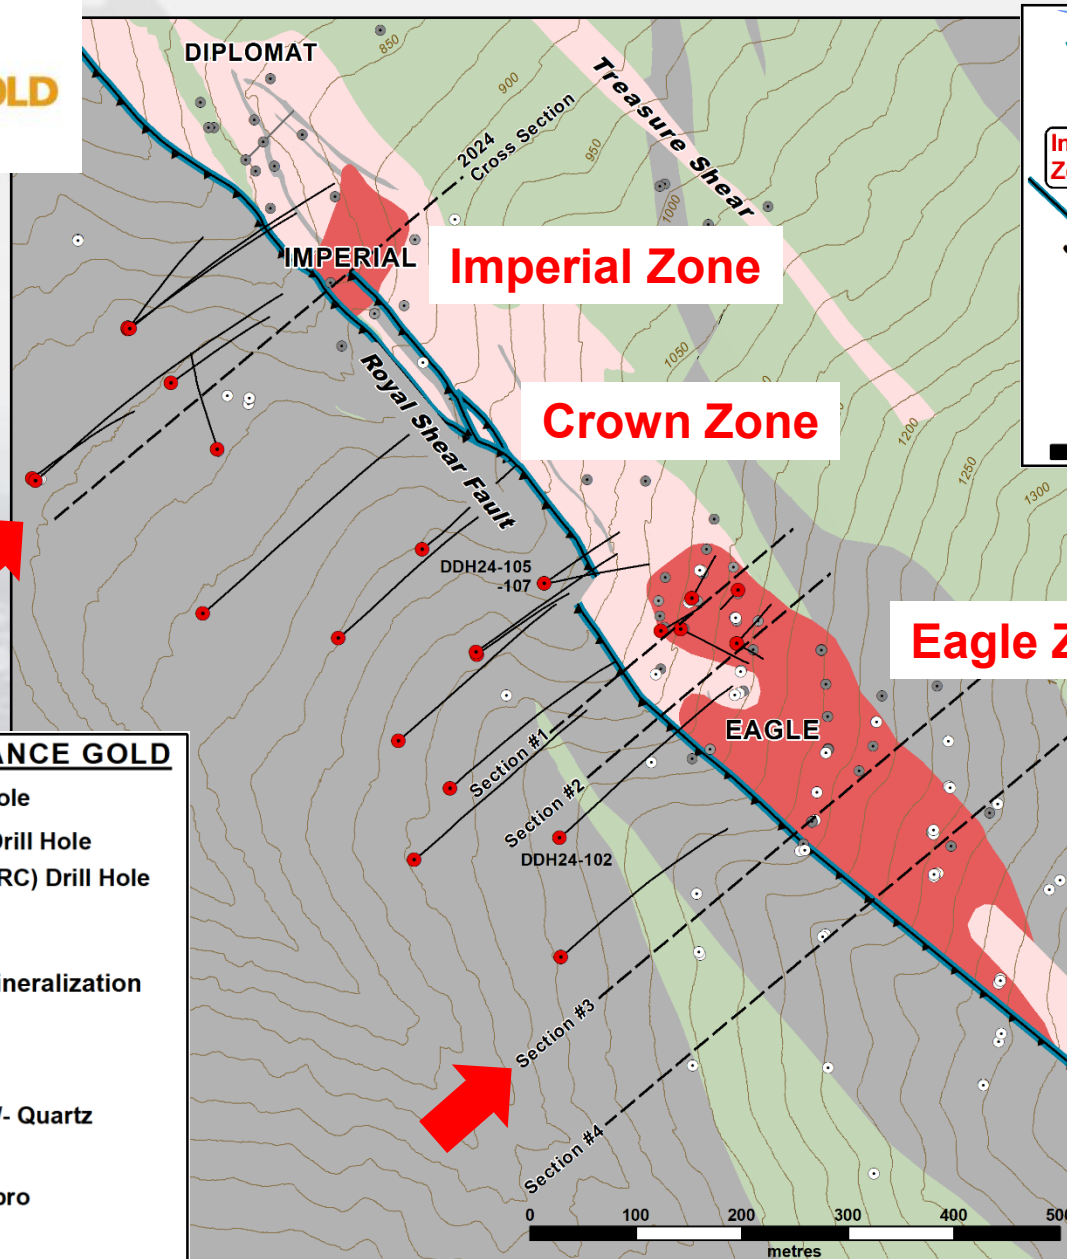 OLD
DIPLOMAT
850
900
950
1000
Treasure Shear
2024
Cross Section
In
Z
IMPERIAL
Imperial Zone
1050
Royal Shear Fault
Crown Zone
1200
1250
1300
DDH24-105
-107
Eagle Z
EAGLE
Section #1
Section #2
DDH24-102
Section #3
Section #4
ANCE GOLD
ole
Drill Hole
RC) Drill Hole
ineralization
/- Quartz
bro
0 100 200 300 400 500
metres